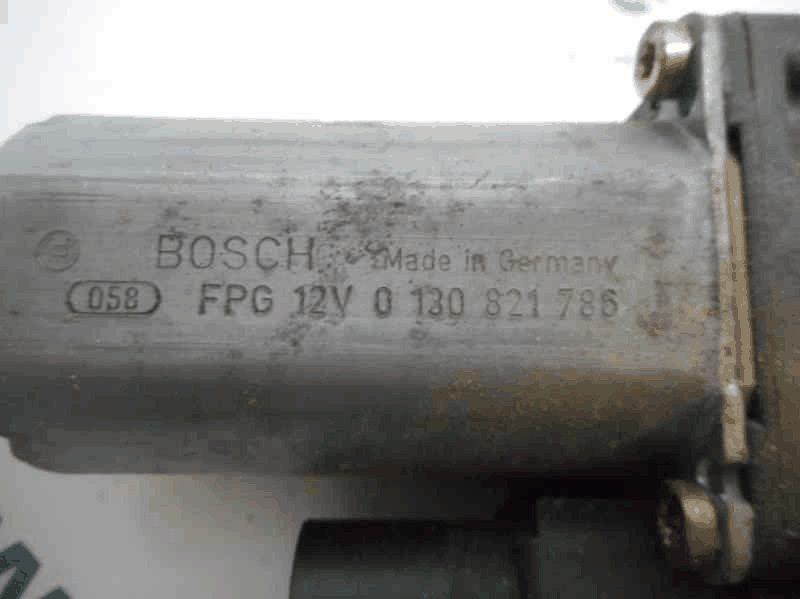 BOSCH Made in Germany
058 FPG 12V 0 130 821 786